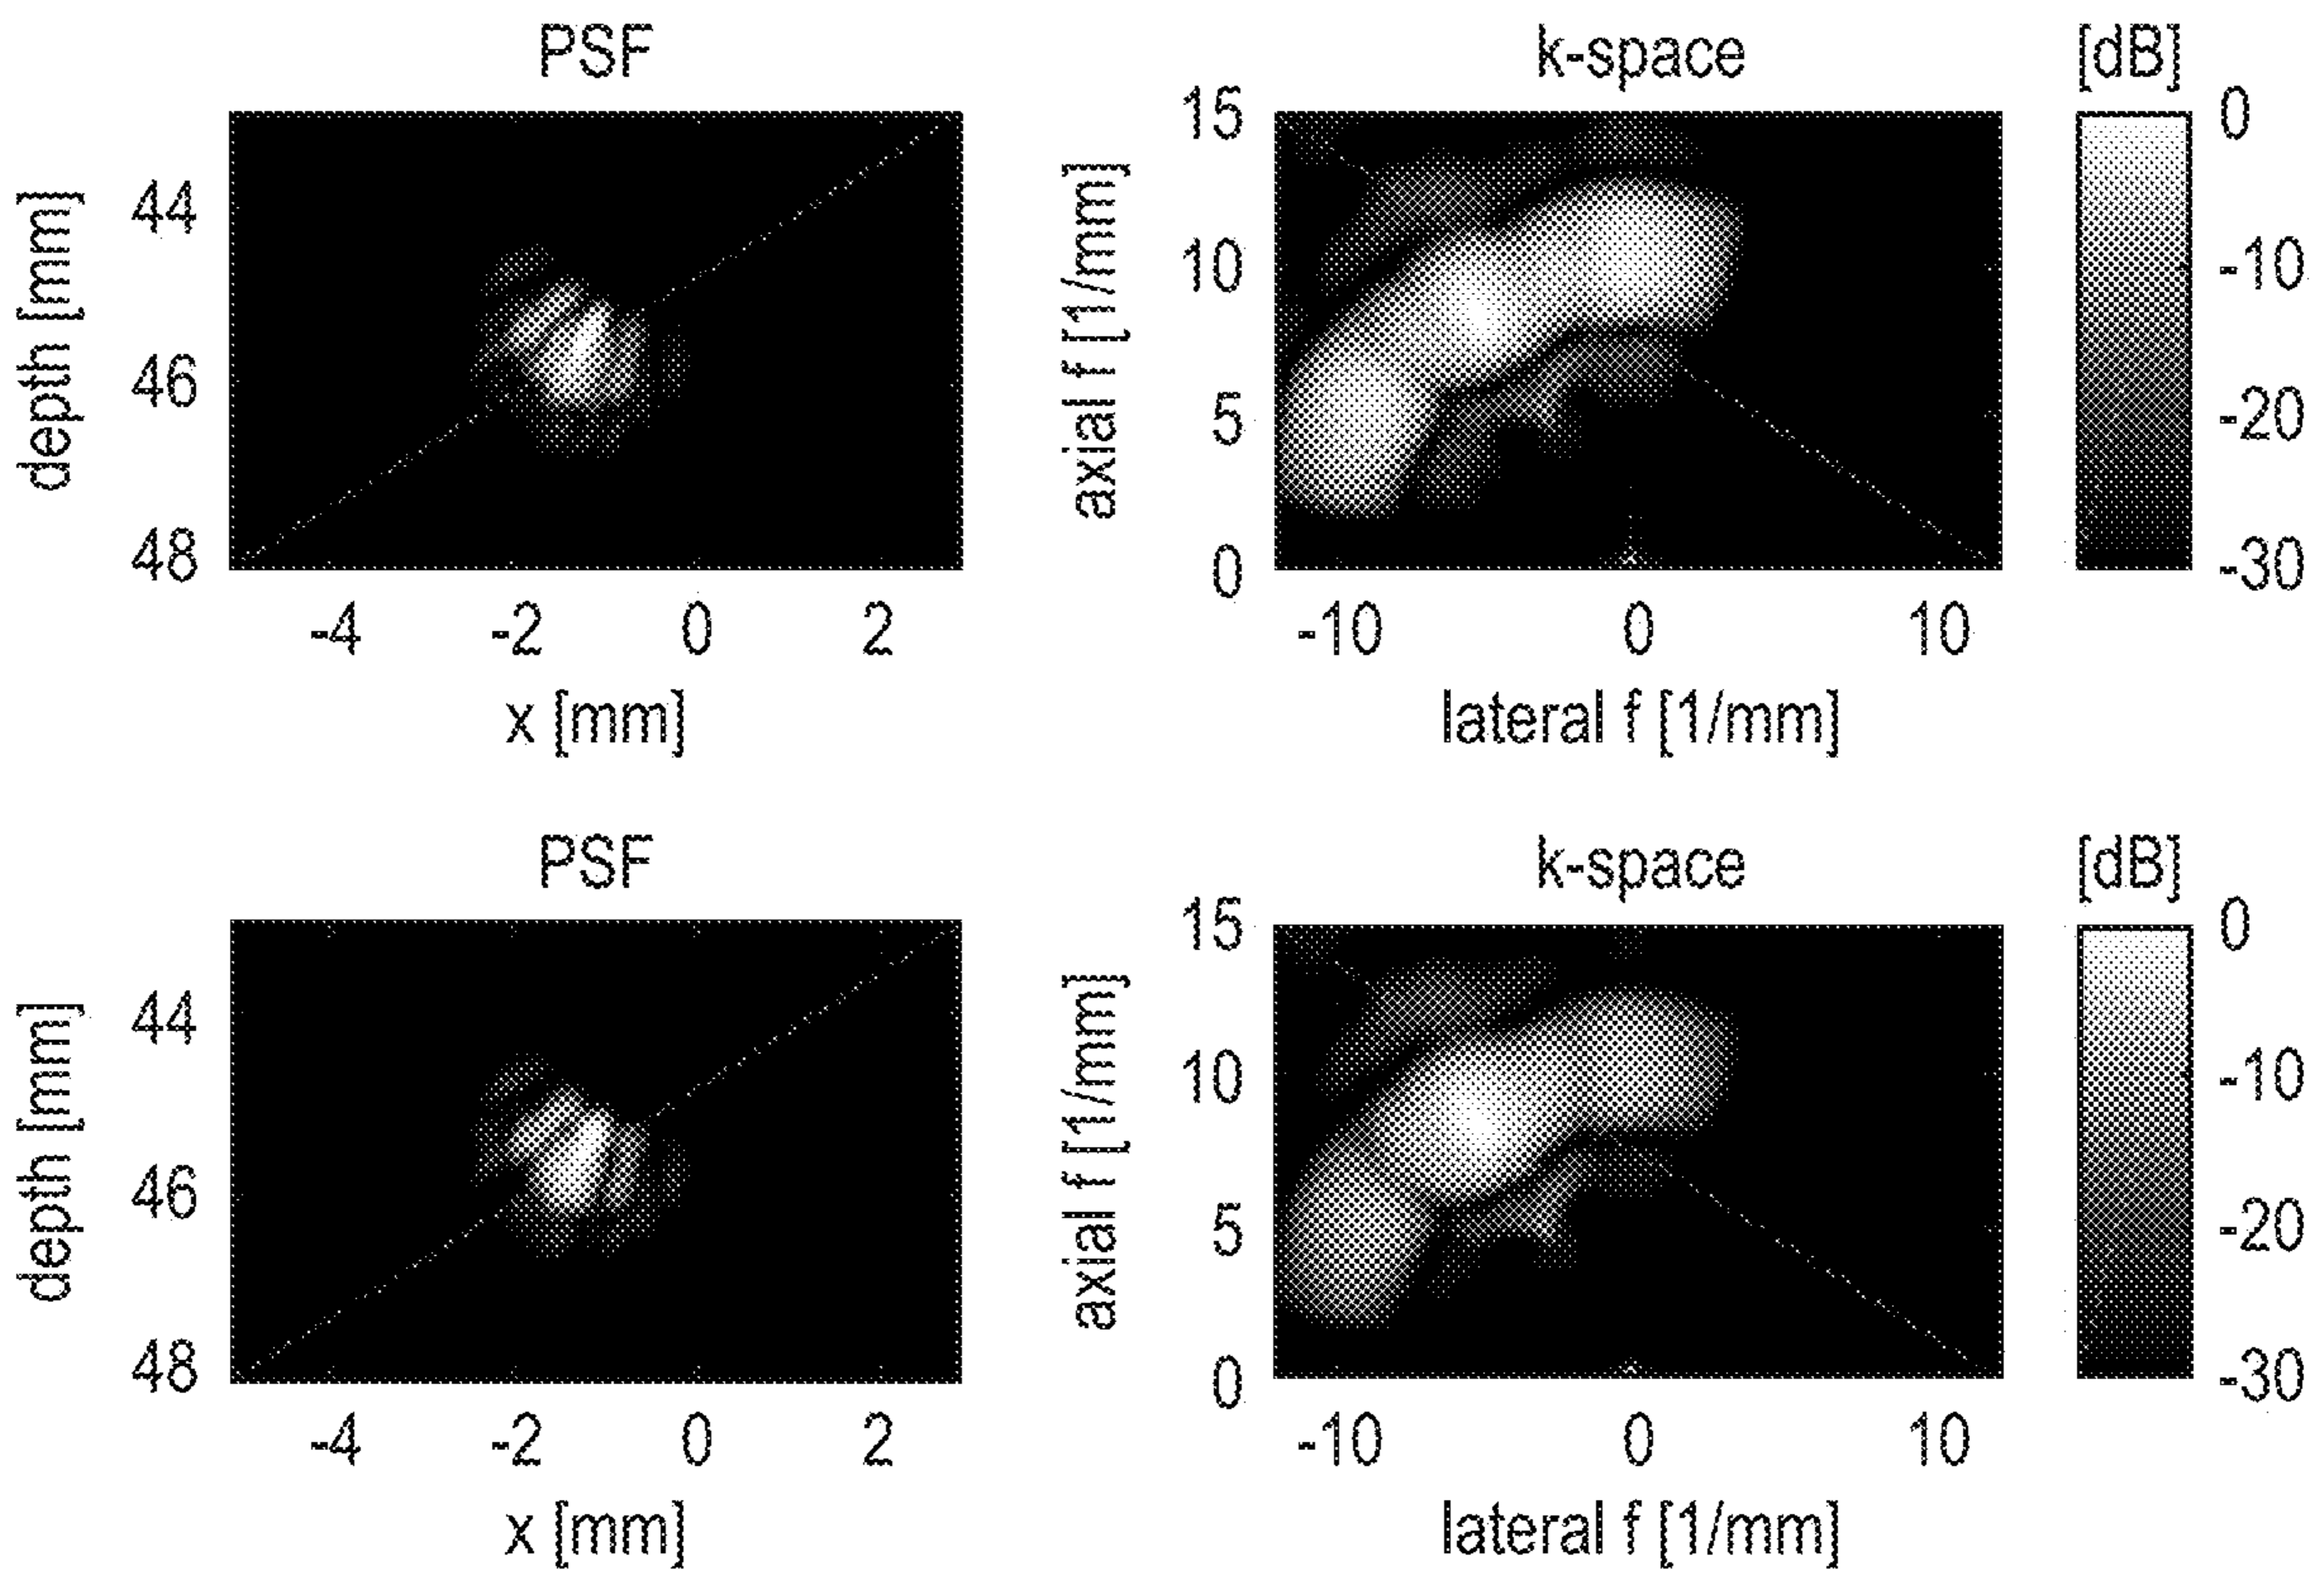 PSF
k-space
[dB]
depth [mm]
44
46
48
-4
-2
0
2
x [mm]
axial f [1/mm]
15
10
5
0
-10
0
10
lateral f [1/mm]
0
-10
-20
-30
PSF
k-space
[dB]
depth [mm]
44
46
48
-4
-2
0
2
x [mm]
axial f [1/mm]
15
10
5
0
-10
0
10
lateral f [1/mm]
0
-10
-20
-30